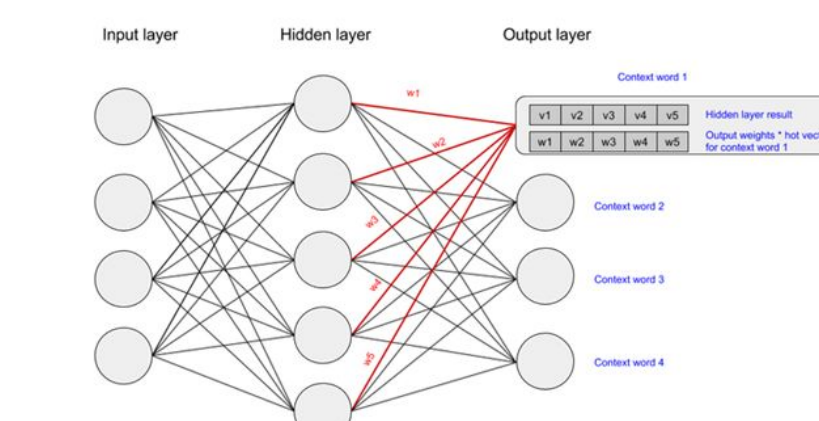 Input layer
Hidden layer
Output layer
Context word 1
w1
v1 v2 v3 v4 v5
Hidden layer result
w2
w1 w2 w3 w4 w5
Output weights * hot vect
for context word 1
Context word 2
w3
Context word 3
w4
Context word 4
w5